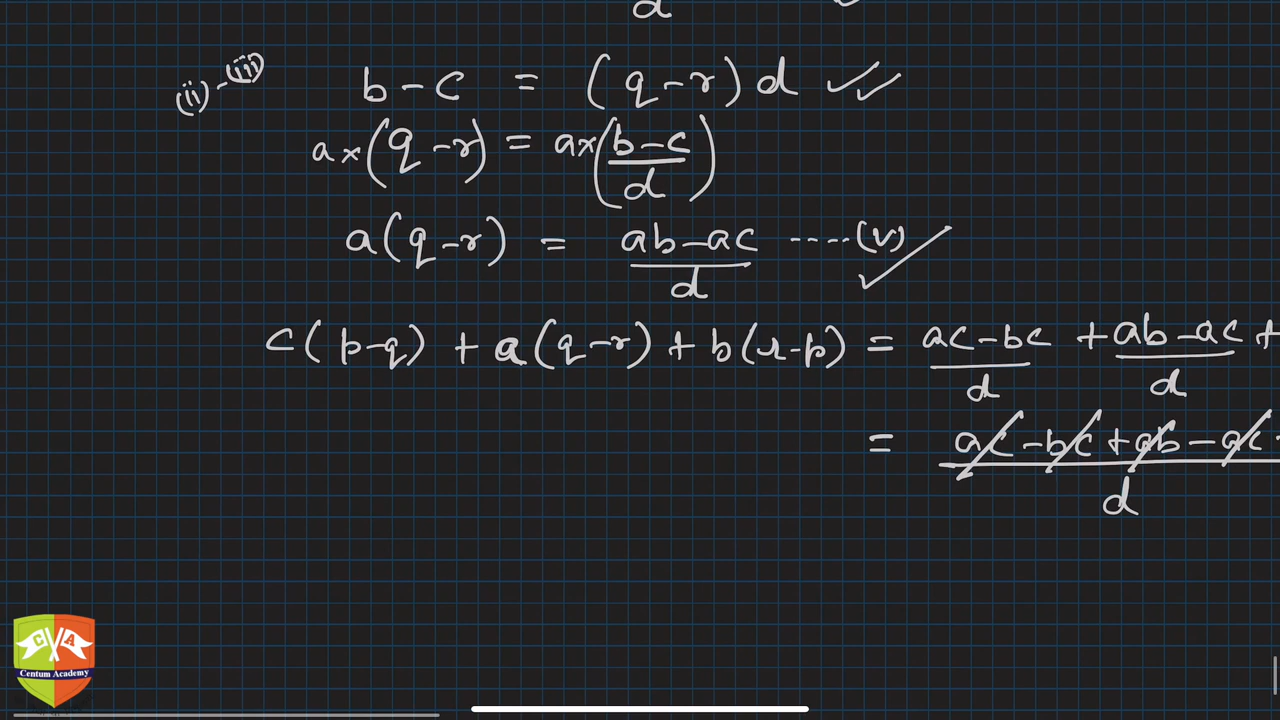 d
(ii) - (iii) b - c = (q - r) d
a × (q - r) = a × (b - c / d)
a (q - r) = ab - ac / d ---- (v)
c (p - q) + a (q - r) + b (r - p) = ac - bc / d + ab - ac / d +
= ac - bc + ab - ac / d
C A
Centum Academy